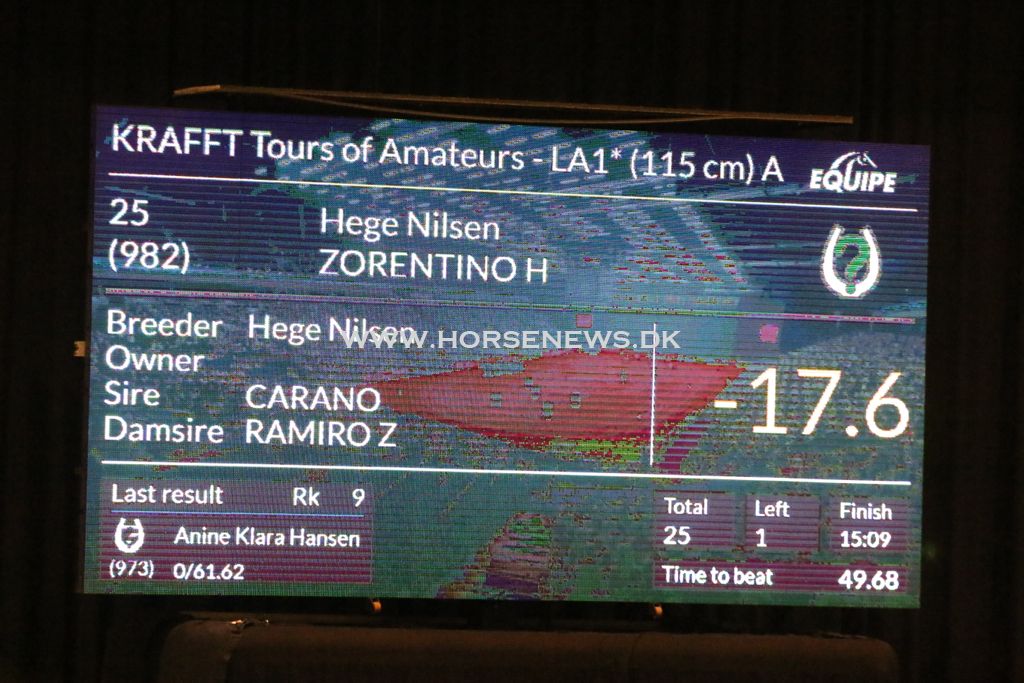 KRAFFT Tours of Amateurs - LA1* (115 cm) A
EQUIPE
25
Hege Nilsen
(982)
ZORENTINO H
?
Breeder Hege Nilsen
WWW.HORSENEWS.DK
Owner
Sire CARANO
Damsire RAMIRO Z
-17.6
Last result Rk 9
?
Anine Klara Hansen
(973) 0/61.62
Total Left Finish
25 1 15:09
Time to beat 49.68